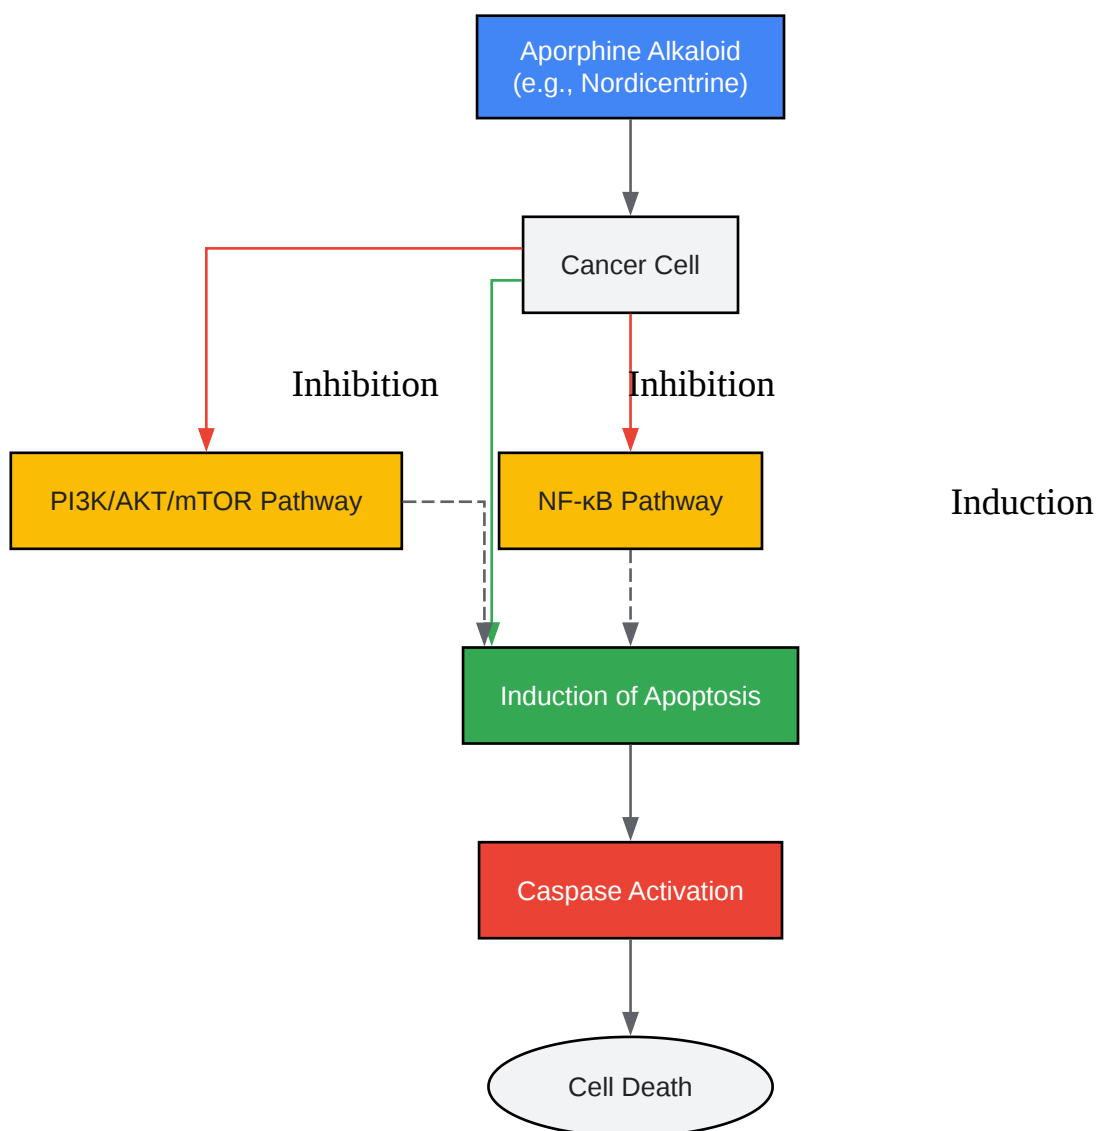 Aporphine Alkaloid
(e.g., Nordicentrine)
Cancer Cell
Inhibition
Inhibition
PI3K/AKT/mTOR Pathway
NF-κB Pathway
Induction
Induction of Apoptosis
Caspase Activation
Cell Death